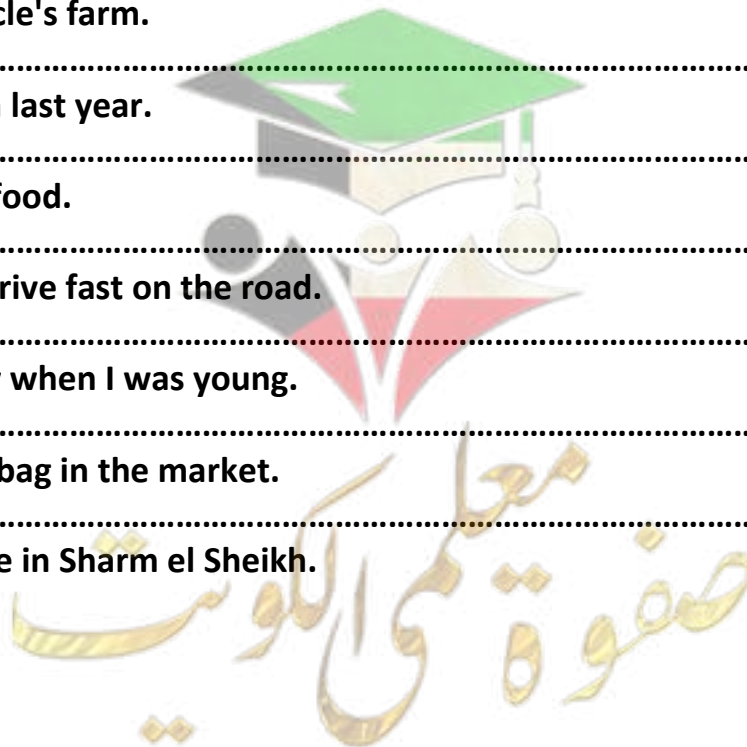 cle's farm.
................................................................
last year.
................................................................
food.
................................................................
rive fast on the road.
................................................................
when I was young.
................................................................
bag in the market.
................................................................
e in Sharm el Sheikh.
صفوة معلمى الكويت